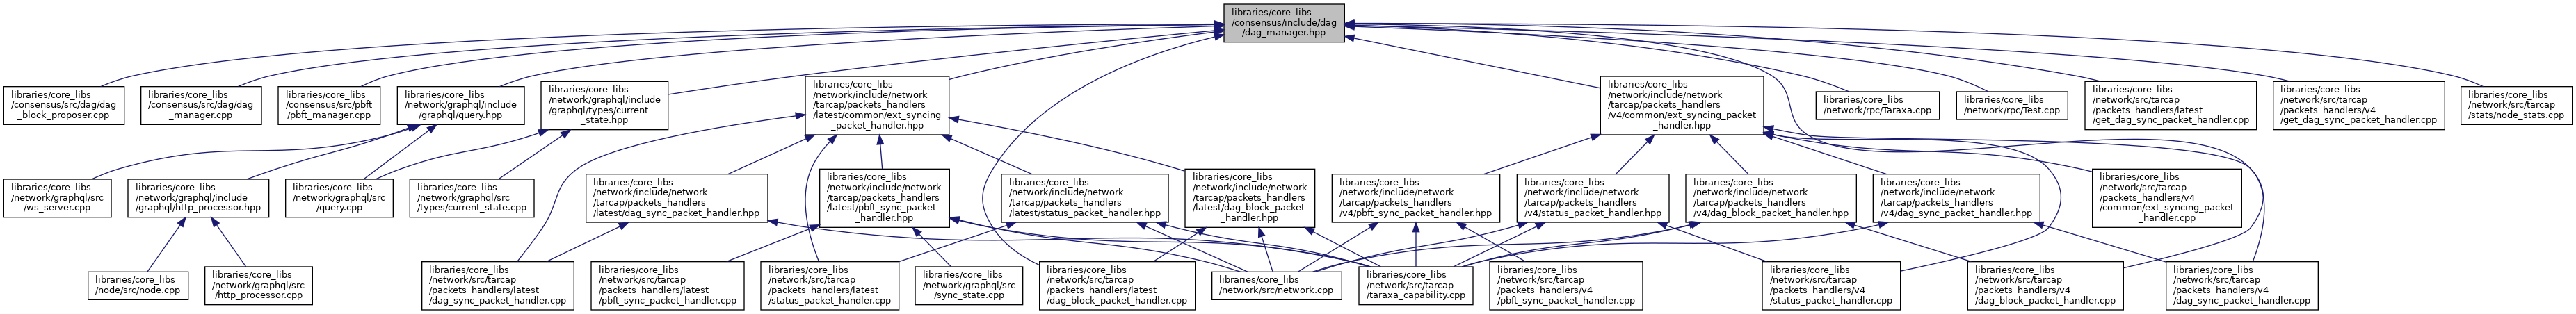 libraries/core_libs
/consensus/include/dag
/dag_manager.hpp
libraries/core_libs
/consensus/src/dag/dag
_block_proposer.cpp
libraries/core_libs
/consensus/src/dag/dag
_manager.cpp
libraries/core_libs
/consensus/src/pbft
/pbft_manager.cpp
libraries/core_libs
/network/graphql/include
/graphql/query.hpp
libraries/core_libs
/network/graphql/include
/graphql/types/current
_state.hpp
libraries/core_libs
/network/include/network
/tarcap/packets_handlers
/latest/common/ext_syncing
_packet_handler.hpp
libraries/core_libs
/network/include/network
/tarcap/packets_handlers
/v4/common/ext_syncing_packet
_handler.hpp
libraries/core_libs
/network/rpc/Taraxa.cpp
libraries/core_libs
/network/rpc/Test.cpp
libraries/core_libs
/network/src/tarcap
/packets_handlers/latest
/get_dag_sync_packet_handler.cpp
libraries/core_libs
/network/src/tarcap
/packets_handlers/v4
/get_dag_sync_packet_handler.cpp
libraries/core_libs
/network/src/tarcap
/stats/node_stats.cpp
libraries/core_libs
/network/graphql/src
/ws_server.cpp
libraries/core_libs
/network/graphql/include
/graphql/http_processor.hpp
libraries/core_libs
/network/graphql/src
/query.cpp
libraries/core_libs
/network/graphql/src
/types/current_state.cpp
libraries/core_libs
/network/include/network
/tarcap/packets_handlers
/latest/dag_sync_packet_handler.hpp
libraries/core_libs
/network/include/network
/tarcap/packets_handlers
/latest/pbft_sync_packet
_handler.hpp
libraries/core_libs
/network/include/network
/tarcap/packets_handlers
/latest/status_packet_handler.hpp
libraries/core_libs
/network/include/network
/tarcap/packets_handlers
/latest/dag_block_packet
_handler.hpp
libraries/core_libs
/network/include/network
/tarcap/packets_handlers
/v4/pbft_sync_packet_handler.hpp
libraries/core_libs
/network/include/network
/tarcap/packets_handlers
/v4/status_packet_handler.hpp
libraries/core_libs
/network/include/network
/tarcap/packets_handlers
/v4/dag_block_packet_handler.hpp
libraries/core_libs
/network/include/network
/tarcap/packets_handlers
/v4/dag_sync_packet_handler.hpp
libraries/core_libs
/network/src/tarcap
/packets_handlers/v4
/common/ext_syncing_packet
_handler.cpp
libraries/core_libs
/node/src/node.cpp
libraries/core_libs
/network/graphql/src
/http_processor.cpp
libraries/core_libs
/network/src/tarcap
/packets_handlers/latest
/dag_sync_packet_handler.cpp
libraries/core_libs
/network/src/tarcap
/packets_handlers/latest
/pbft_sync_packet_handler.cpp
libraries/core_libs
/network/src/tarcap
/packets_handlers/latest
/status_packet_handler.cpp
libraries/core_libs
/network/graphql/src
/sync_state.cpp
libraries/core_libs
/network/src/tarcap
/packets_handlers/latest
/dag_block_packet_handler.cpp
libraries/core_libs
/network/src/network.cpp
libraries/core_libs
/network/src/tarcap
/taraxa_capability.cpp
libraries/core_libs
/network/src/tarcap
/packets_handlers/v4
/pbft_sync_packet_handler.cpp
libraries/core_libs
/network/src/tarcap
/packets_handlers/v4
/status_packet_handler.cpp
libraries/core_libs
/network/src/tarcap
/packets_handlers/v4
/dag_block_packet_handler.cpp
libraries/core_libs
/network/src/tarcap
/packets_handlers/v4
/dag_sync_packet_handler.cpp